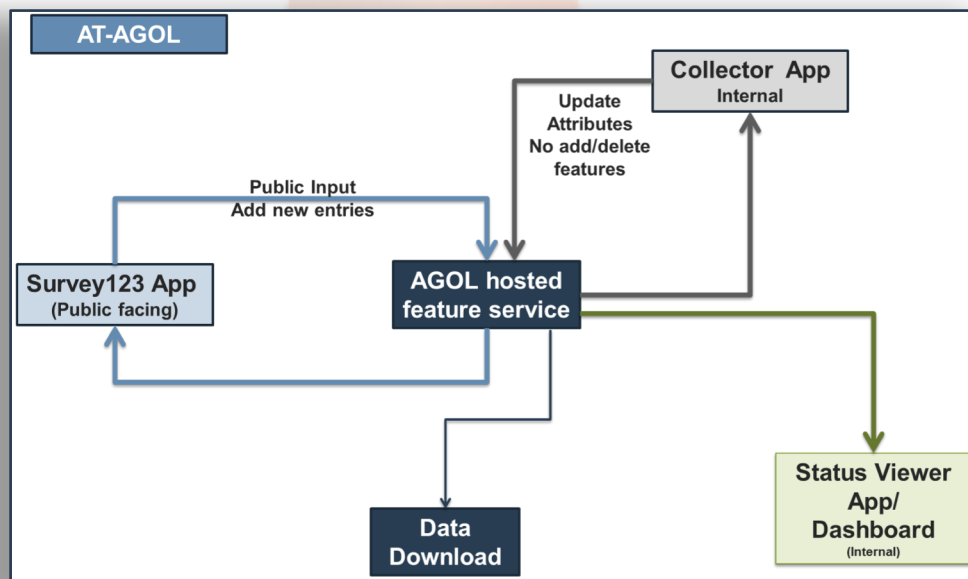 AT-AGOL
Collector App
Internal
Update
Attributes
No add/delete
features
Public Input
Add new entries
Survey123 App
(Public facing)
AGOL hosted
feature service
Data
Download
Status Viewer
App/
Dashboard
(Internal)